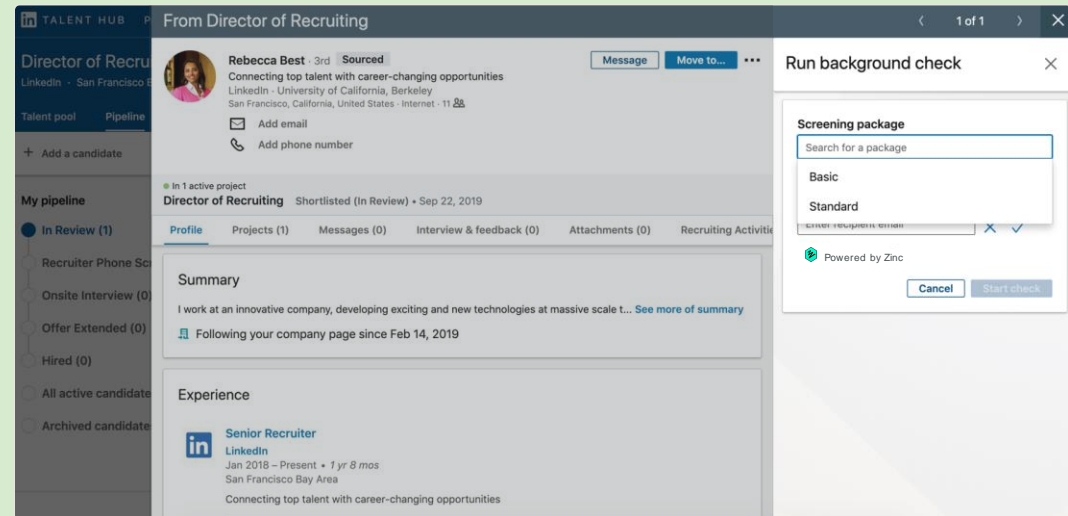 in TALENT HUB P
From Director of Recruiting
1 of 1
Director of Recru
LinkedIn · San Francisco
Talent pool Pipeline
+ Add a candidate
My pipeline
In Review (1)
Recruiter Phone Scr
Onsite Interview (0)
Offer Extended (0)
Hired (0)
All active candidate
Archived candidate
Rebecca Best · 3rd Sourced
Connecting top talent with career-changing opportunities
LinkedIn · University of California, Berkeley
San Francisco, California, United States · Internet · 11
Add email
Add phone number
Message Move to...
In 1 active project
Director of Recruiting Shortlisted (In Review) • Sep 22, 2019
Profile Projects (1) Messages (0) Interview & feedback (0) Attachments (0) Recruiting Activitie
Summary
I work at an innovative company, developing exciting and new technologies at massive scale t... See more of summary
Following your company page since Feb 14, 2019
Experience
in
Senior Recruiter
LinkedIn
Jan 2018 – Present • 1 yr 8 mos
San Francisco Bay Area
Connecting top talent with career-changing opportunities
Run background check
Screening package
Search for a package
Basic
Standard
Enter recipient email
Powered by Zinc
Cancel Start check